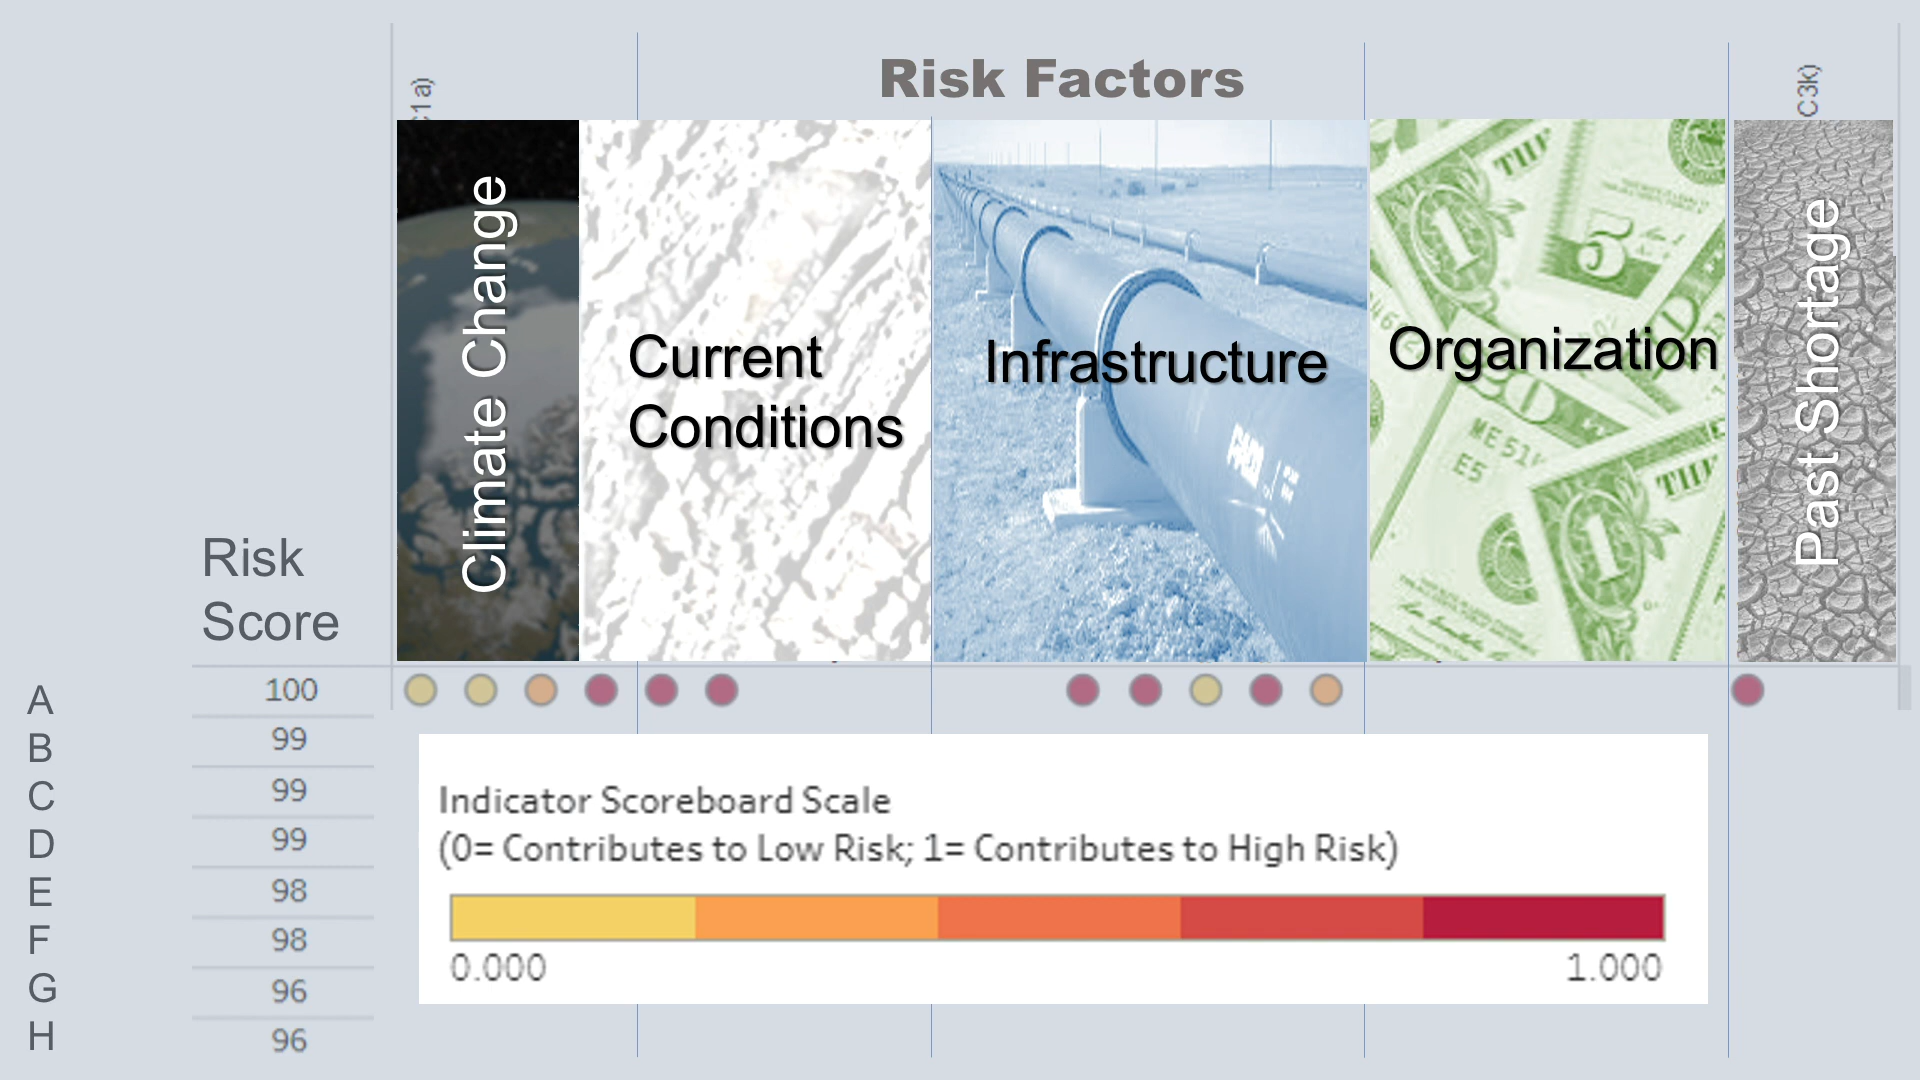 Risk Factors
C3k)
Climate Change
Current
Conditions
Infrastructure
Organization
Past Shortage
Risk
Score
A 100
B 99
C 99
D 99
E 98
F 98
G 96
H 96
Indicator Scoreboard Scale
(0= Contributes to Low Risk; 1= Contributes to High Risk)
0.000 1.000